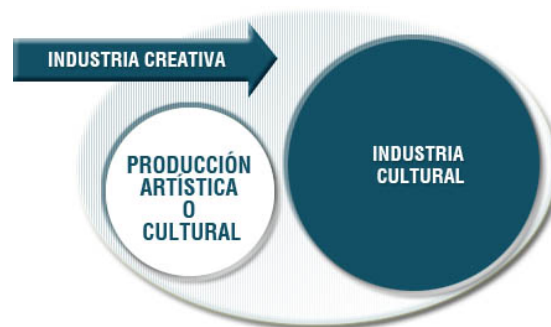 INDUSTRIA CREATIVA
PRODUCCIÓN
ARTÍSTICA
O
CULTURAL
INDUSTRIA
CULTURAL